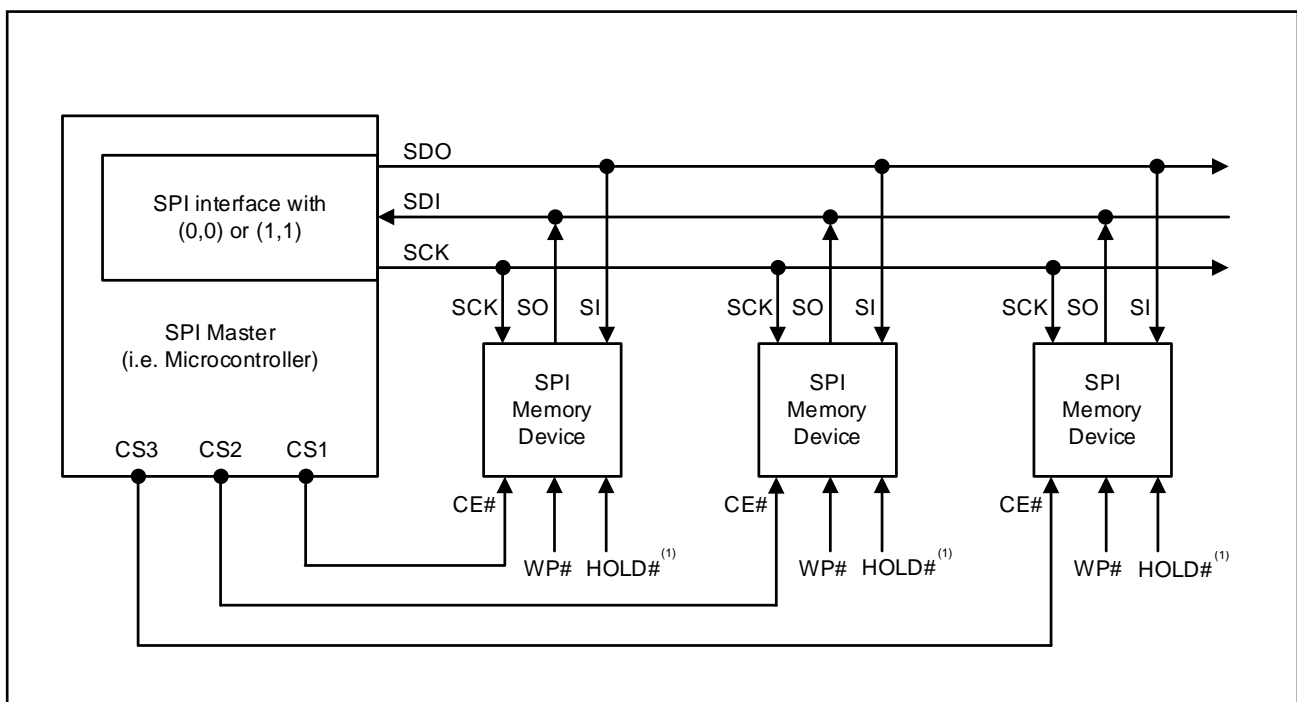 SDO
SPI interface with
(0,0) or (1,1)
SDI
SCK
SPI Master
(i.e. Microcontroller)
SCK SO SI
SCK SO SI
SCK SO SI
SPI
Memory
Device
SPI
Memory
Device
SPI
Memory
Device
CS3 CS2 CS1
CE#
WP# HOLD#(1)
CE#
WP# HOLD#(1)
CE#
WP# HOLD#(1)